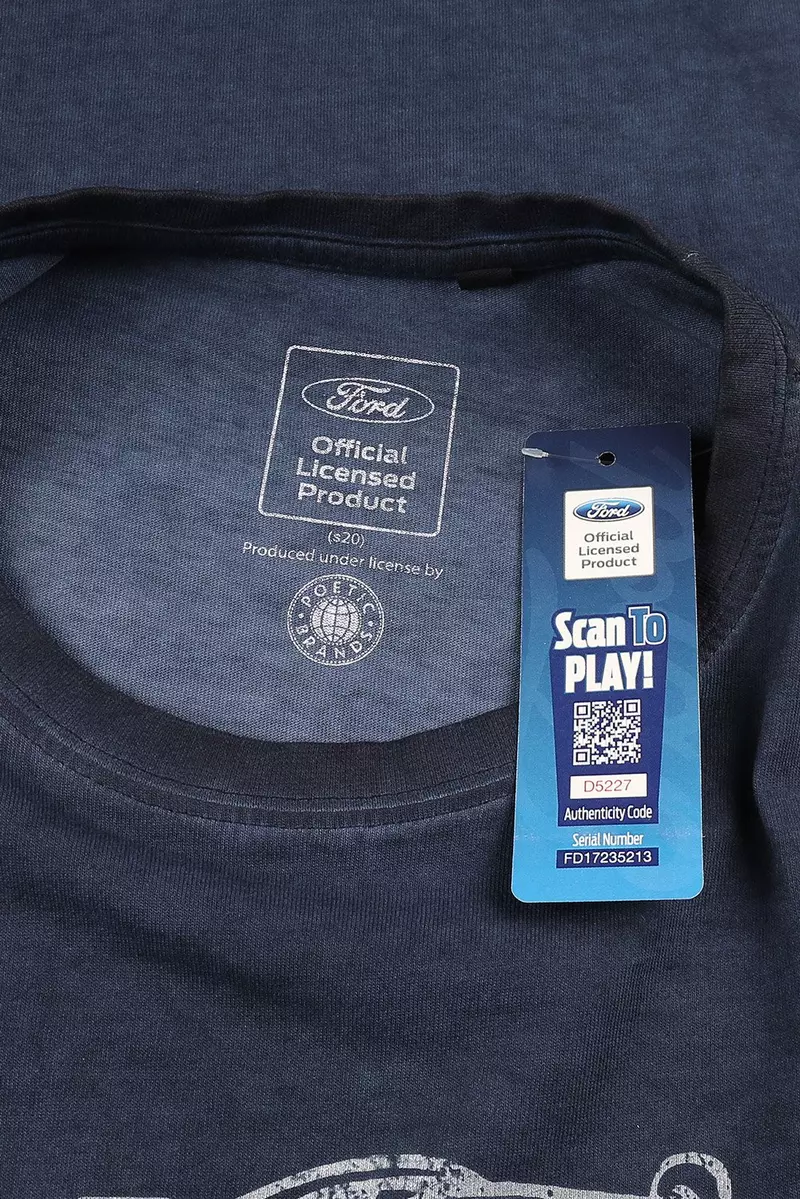 Ford
Official
Licensed
Product
(s20)
Produced under license by
POETIC
BRANDS
Ford
Official
Licensed
Product
Scan To
PLAY!
D5227
Authenticity Code
Serial Number
FD17235213